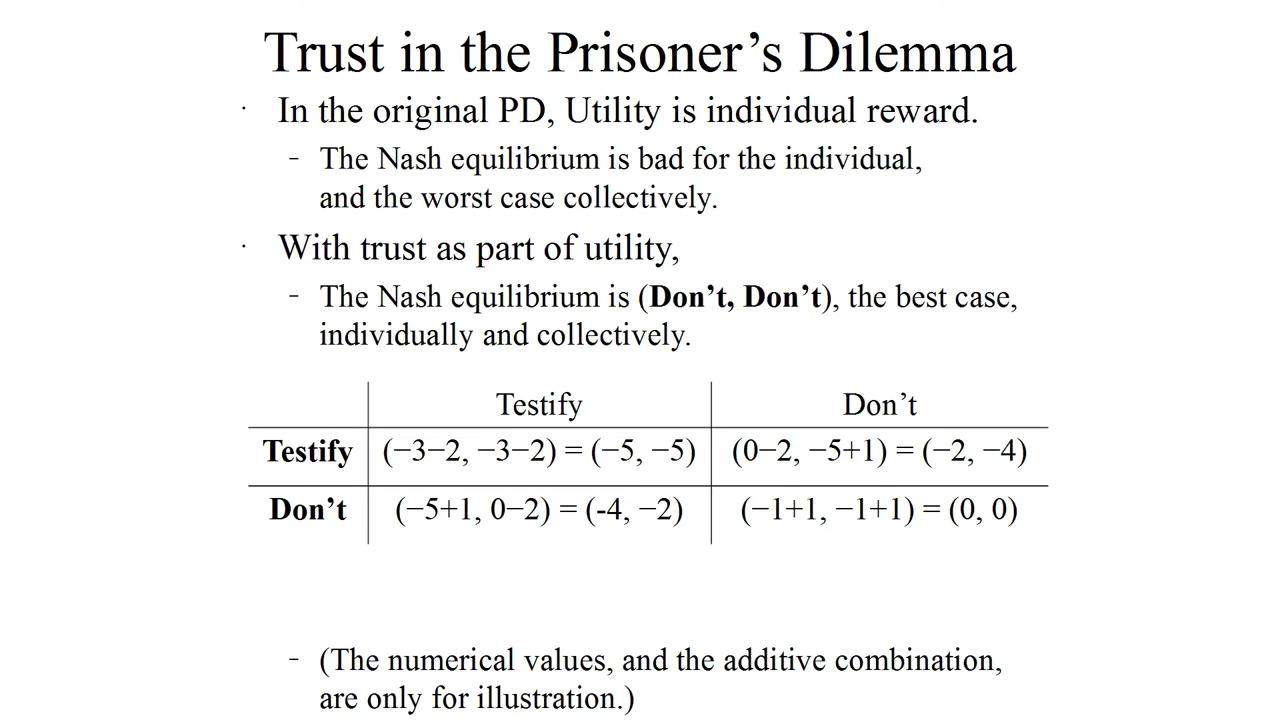 Trust in the Prisoner’s Dilemma
· In the original PD, Utility is individual reward.
– The Nash equilibrium is bad for the individual,
and the worst case collectively.
· With trust as part of utility,
– The Nash equilibrium is (Don’t, Don’t), the best case,
individually and collectively.
Testify Don’t
Testify (−3−2, −3−2) = (−5, −5) (0−2, −5+1) = (−2, −4)
Don’t (−5+1, 0−2) = (-4, −2) (−1+1, −1+1) = (0, 0)
– (The numerical values, and the additive combination,
are only for illustration.)